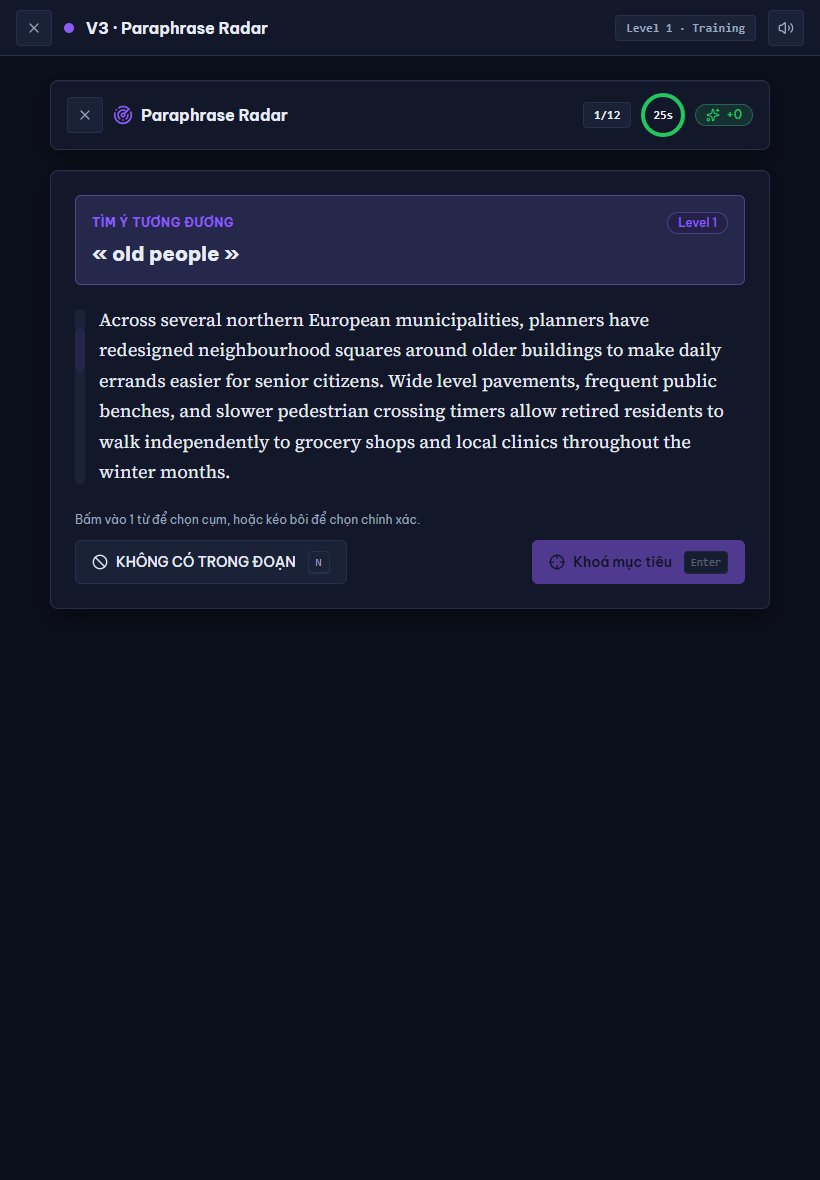 V3 · Paraphrase Radar
Level 1 · Training
Paraphrase Radar
1/12
25s
+0
TÌM Ý TƯƠNG ĐƯƠNG
Level 1
« old people »
Across several northern European municipalities, planners have
redesigned neighbourhood squares around older buildings to make daily
errands easier for senior citizens. Wide level pavements, frequent public
benches, and slower pedestrian crossing timers allow retired residents to
walk independently to grocery shops and local clinics throughout the
winter months.
Bấm vào 1 từ để chọn cụm, hoặc kéo bôi để chọn chính xác.
KHÔNG CÓ TRONG ĐOẠN N
Khoá mục tiêu Enter